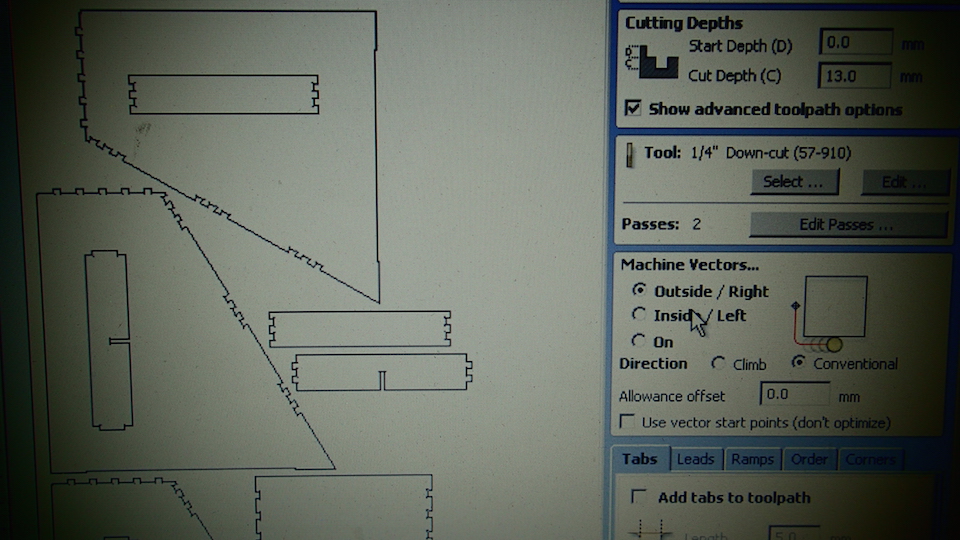 Cutting Depths
Start Depth (D) 0.0 mm
Cut Depth (C) 13.0 mm
Show advanced toolpath options
Tool: 1/4" Down-cut (57-910)
Select ... Edit ...
Passes: 2 Edit Passes ...
Machine Vectors...
Outside / Right
Inside / Left
On
Direction Climb Conventional
Allowance offset 0.0 mm
Use vector start points (don't optimize)
Tabs Leads Ramps Order Corners
Add tabs to toolpath
Length 5.0 mm